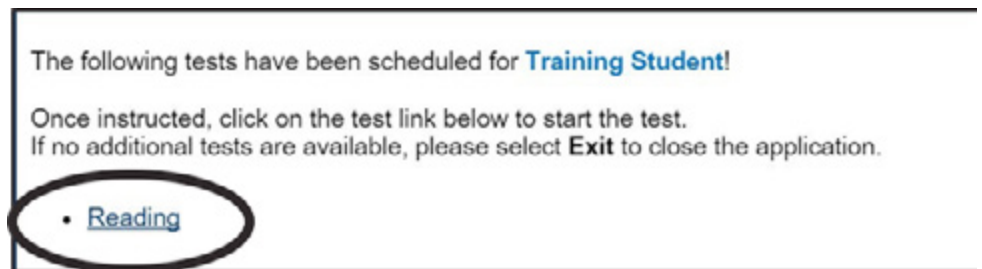 The following tests have been scheduled for Training Student!
Once instructed, click on the test link below to start the test.
If no additional tests are available, please select Exit to close the application.
• Reading